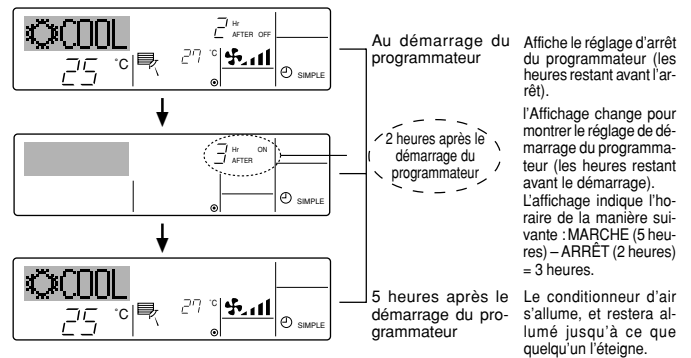 COOL
2 Hr
AFTER OFF
25 °C
27 °C
SIMPLE
Au démarrage du
programmateur
Affiche le réglage d'arrêt
du programmateur (les
heures restant avant l'ar-
rêt).
3 Hr ON
AFTER
SIMPLE
2 heures après le
démarrage du
programmateur
l'Affichage change pour
montrer le réglage de dé-
marrage du programma-
teur (les heures restant
avant le démarrage).
L'affichage indique l'ho-
raire de la manière sui-
vante : MARCHE (5 heu-
res) – ARRÊT (2 heures)
= 3 heures.
COOL
25 °C
27 °C
SIMPLE
5 heures après le
démarrage du pro-
grammateur
Le conditionneur d'air
s'allume, et restera al-
lumé jusqu'à ce que
quelqu'un l'éteigne.